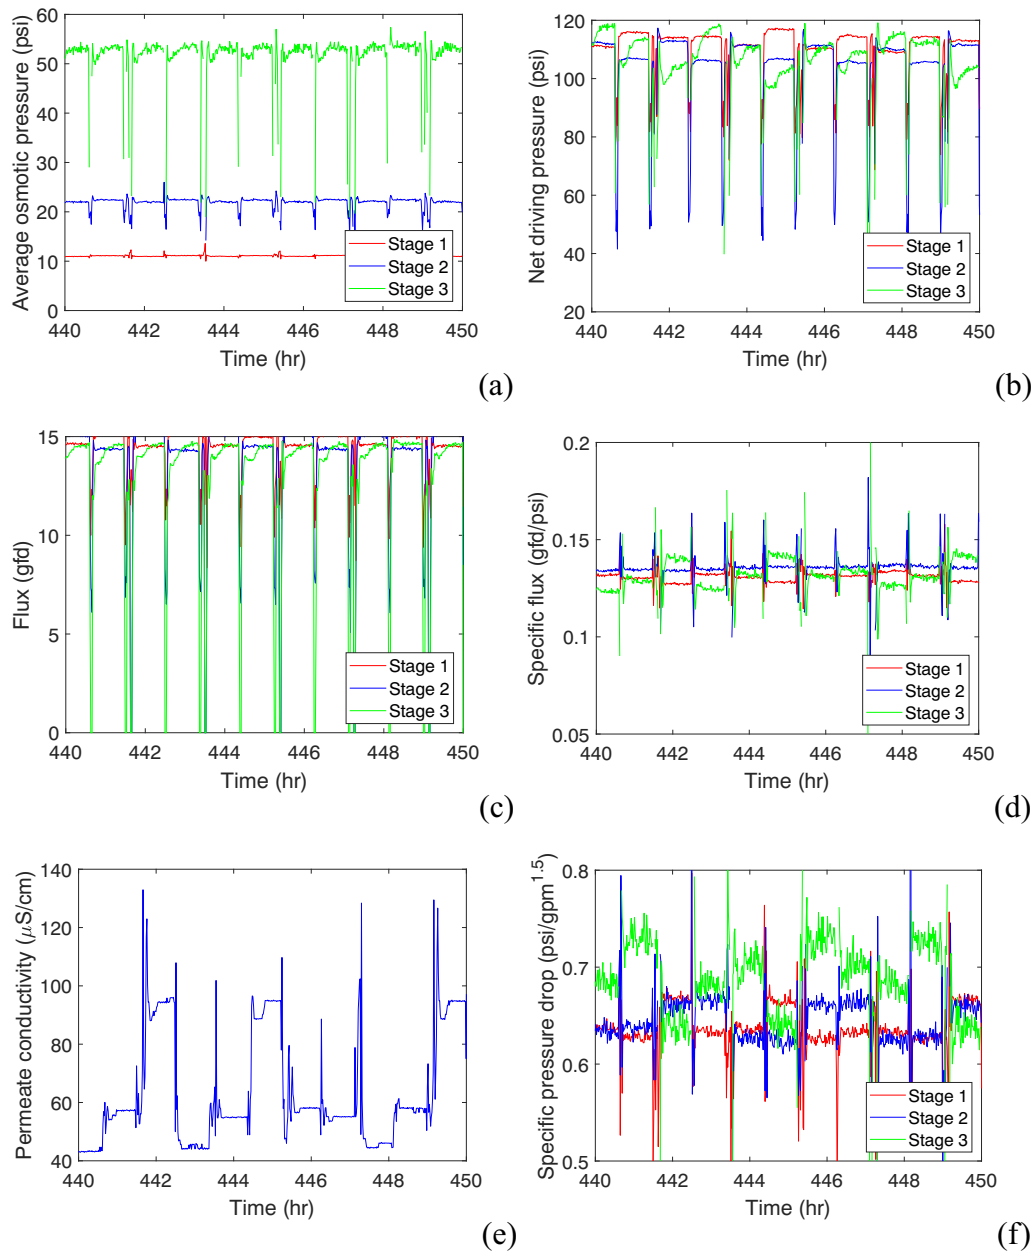 Average osmotic pressure (psi)
60
50
40
30
20
10
0
440 442 444 446 448 450
Time (hr)
Stage 1
Stage 2
Stage 3
(a)
Net driving pressure (psi)
120
100
80
60
40
20
440 442 444 446 448 450
Time (hr)
Stage 1
Stage 2
Stage 3
(b)
Flux (gfd)
15
10
5
0
440 442 444 446 448 450
Time (hr)
Stage 1
Stage 2
Stage 3
(c)
Specific flux (gfd/psi)
0.2
0.15
0.1
0.05
440 442 444 446 448 450
Time (hr)
Stage 1
Stage 2
Stage 3
(d)
Permeate conductivity (μS/cm)
140
120
100
80
60
40
440 442 444 446 448 450
Time (hr)
(e)
Specific pressure drop (psi/gpm^1.5)
0.8
0.7
0.6
0.5
440 442 444 446 448 450
Time (hr)
Stage 1
Stage 2
Stage 3
(f)